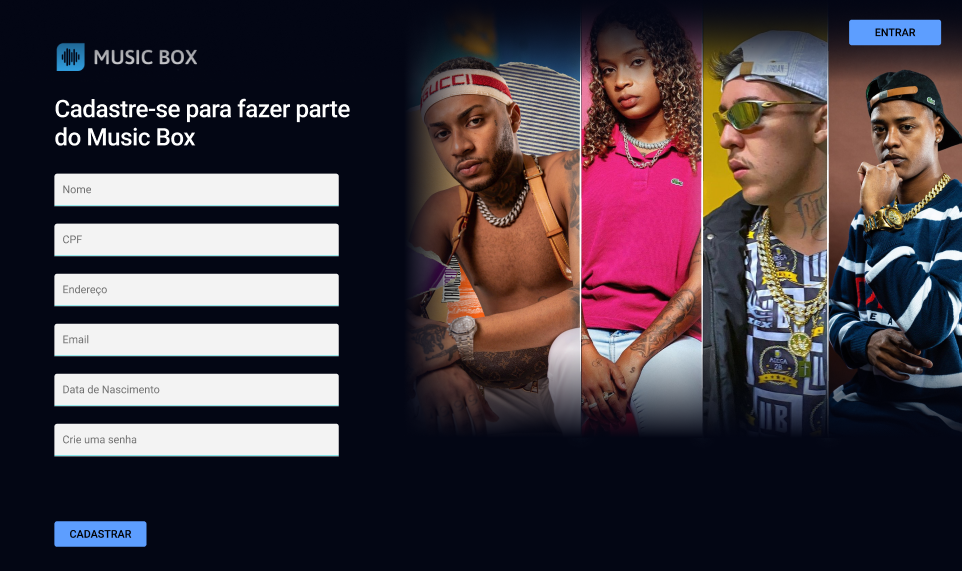 MUSIC BOX
ENTRAR
Cadastre-se para fazer parte
do Music Box
Nome
CPF
Endereço
Email
Data de Nascimento
Crie uma senha
CADASTRAR
GUCCI